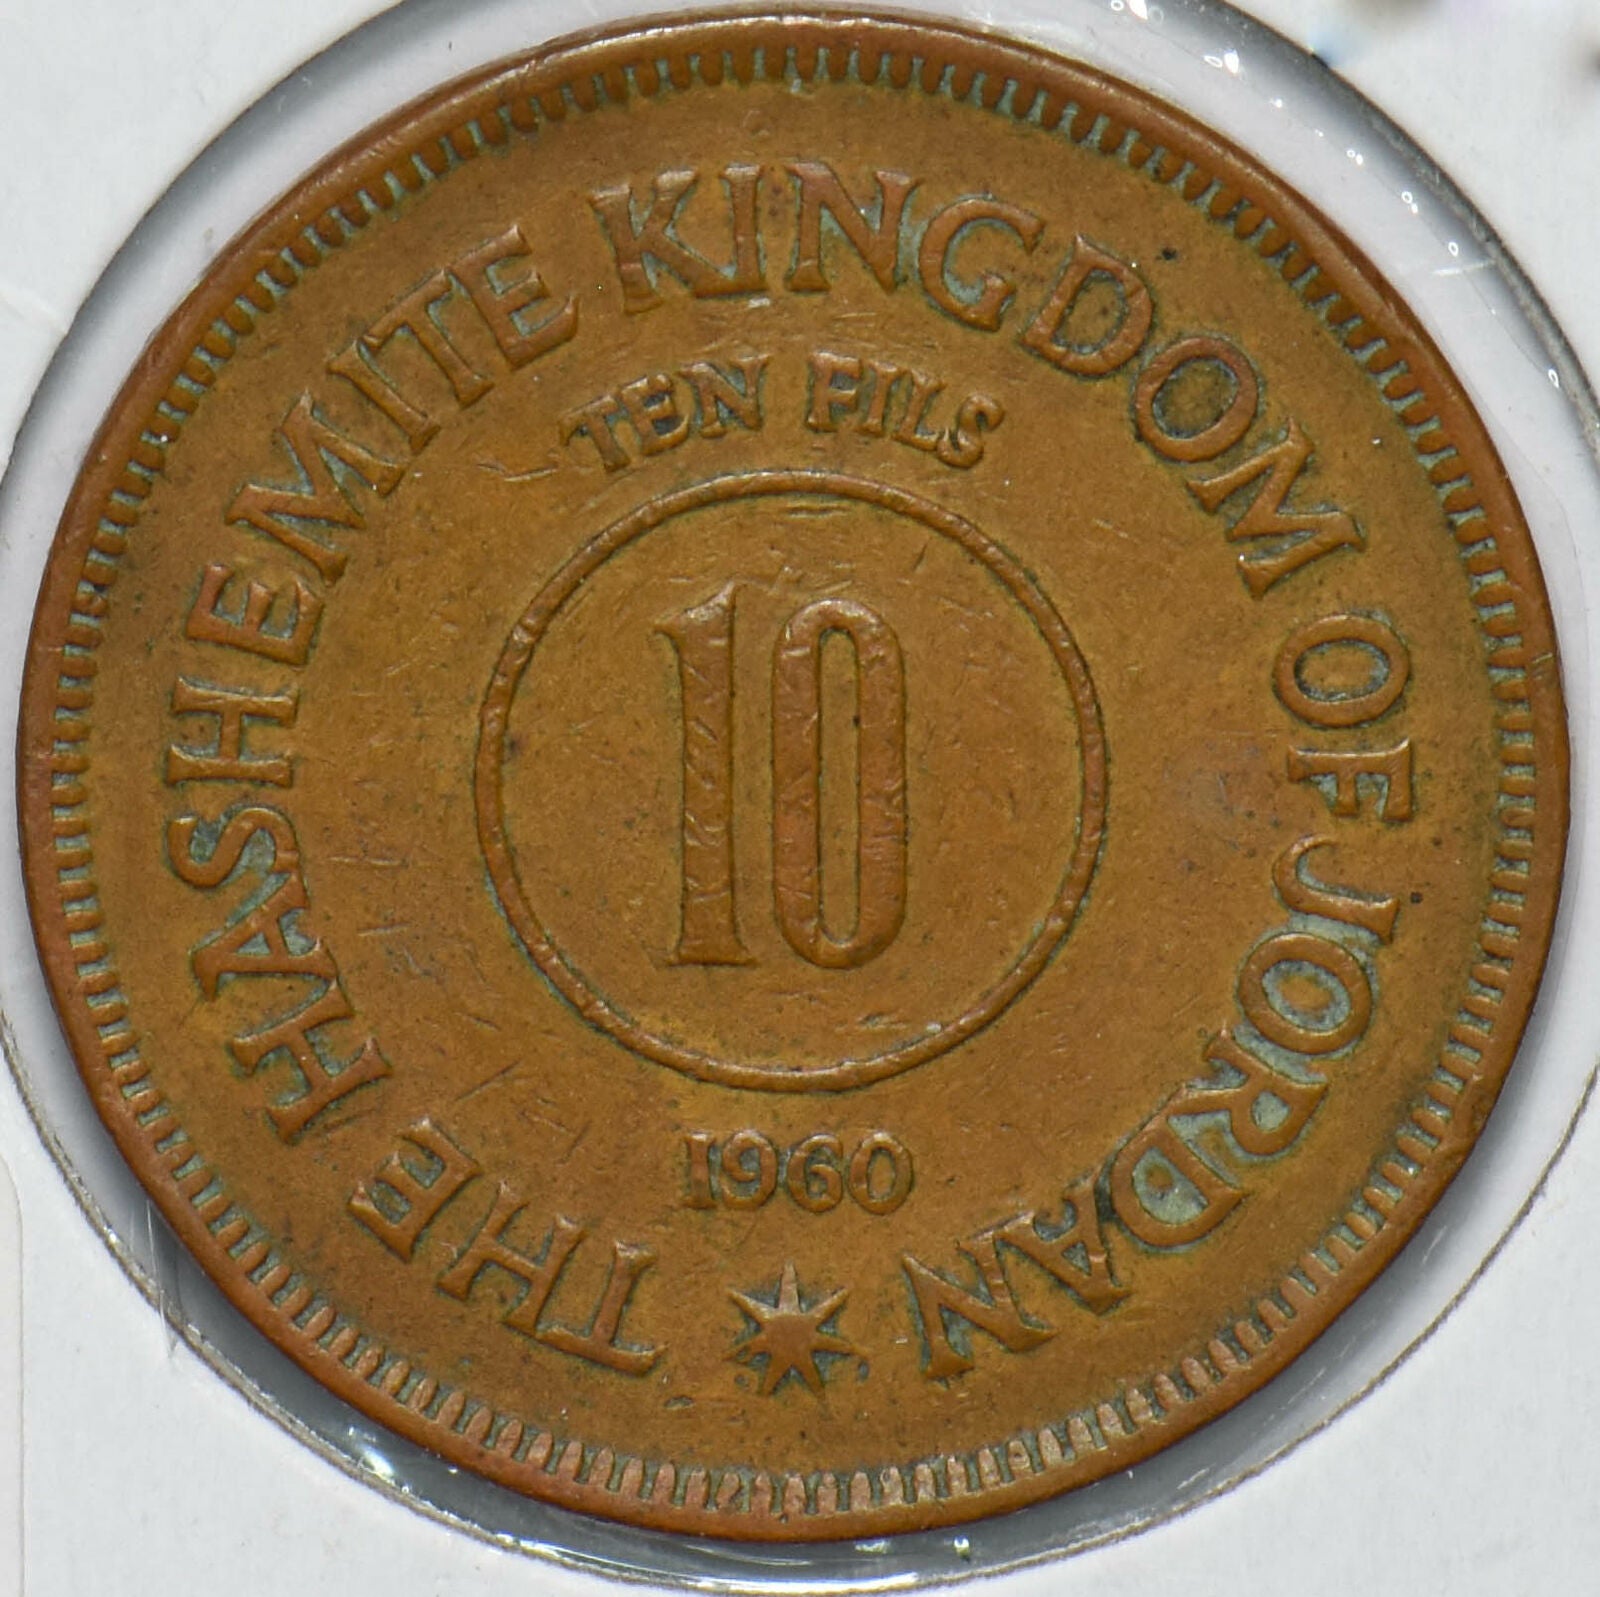 THE HASHEMITE KINGDOM OF JORDAN
TEN FILS
10
1960